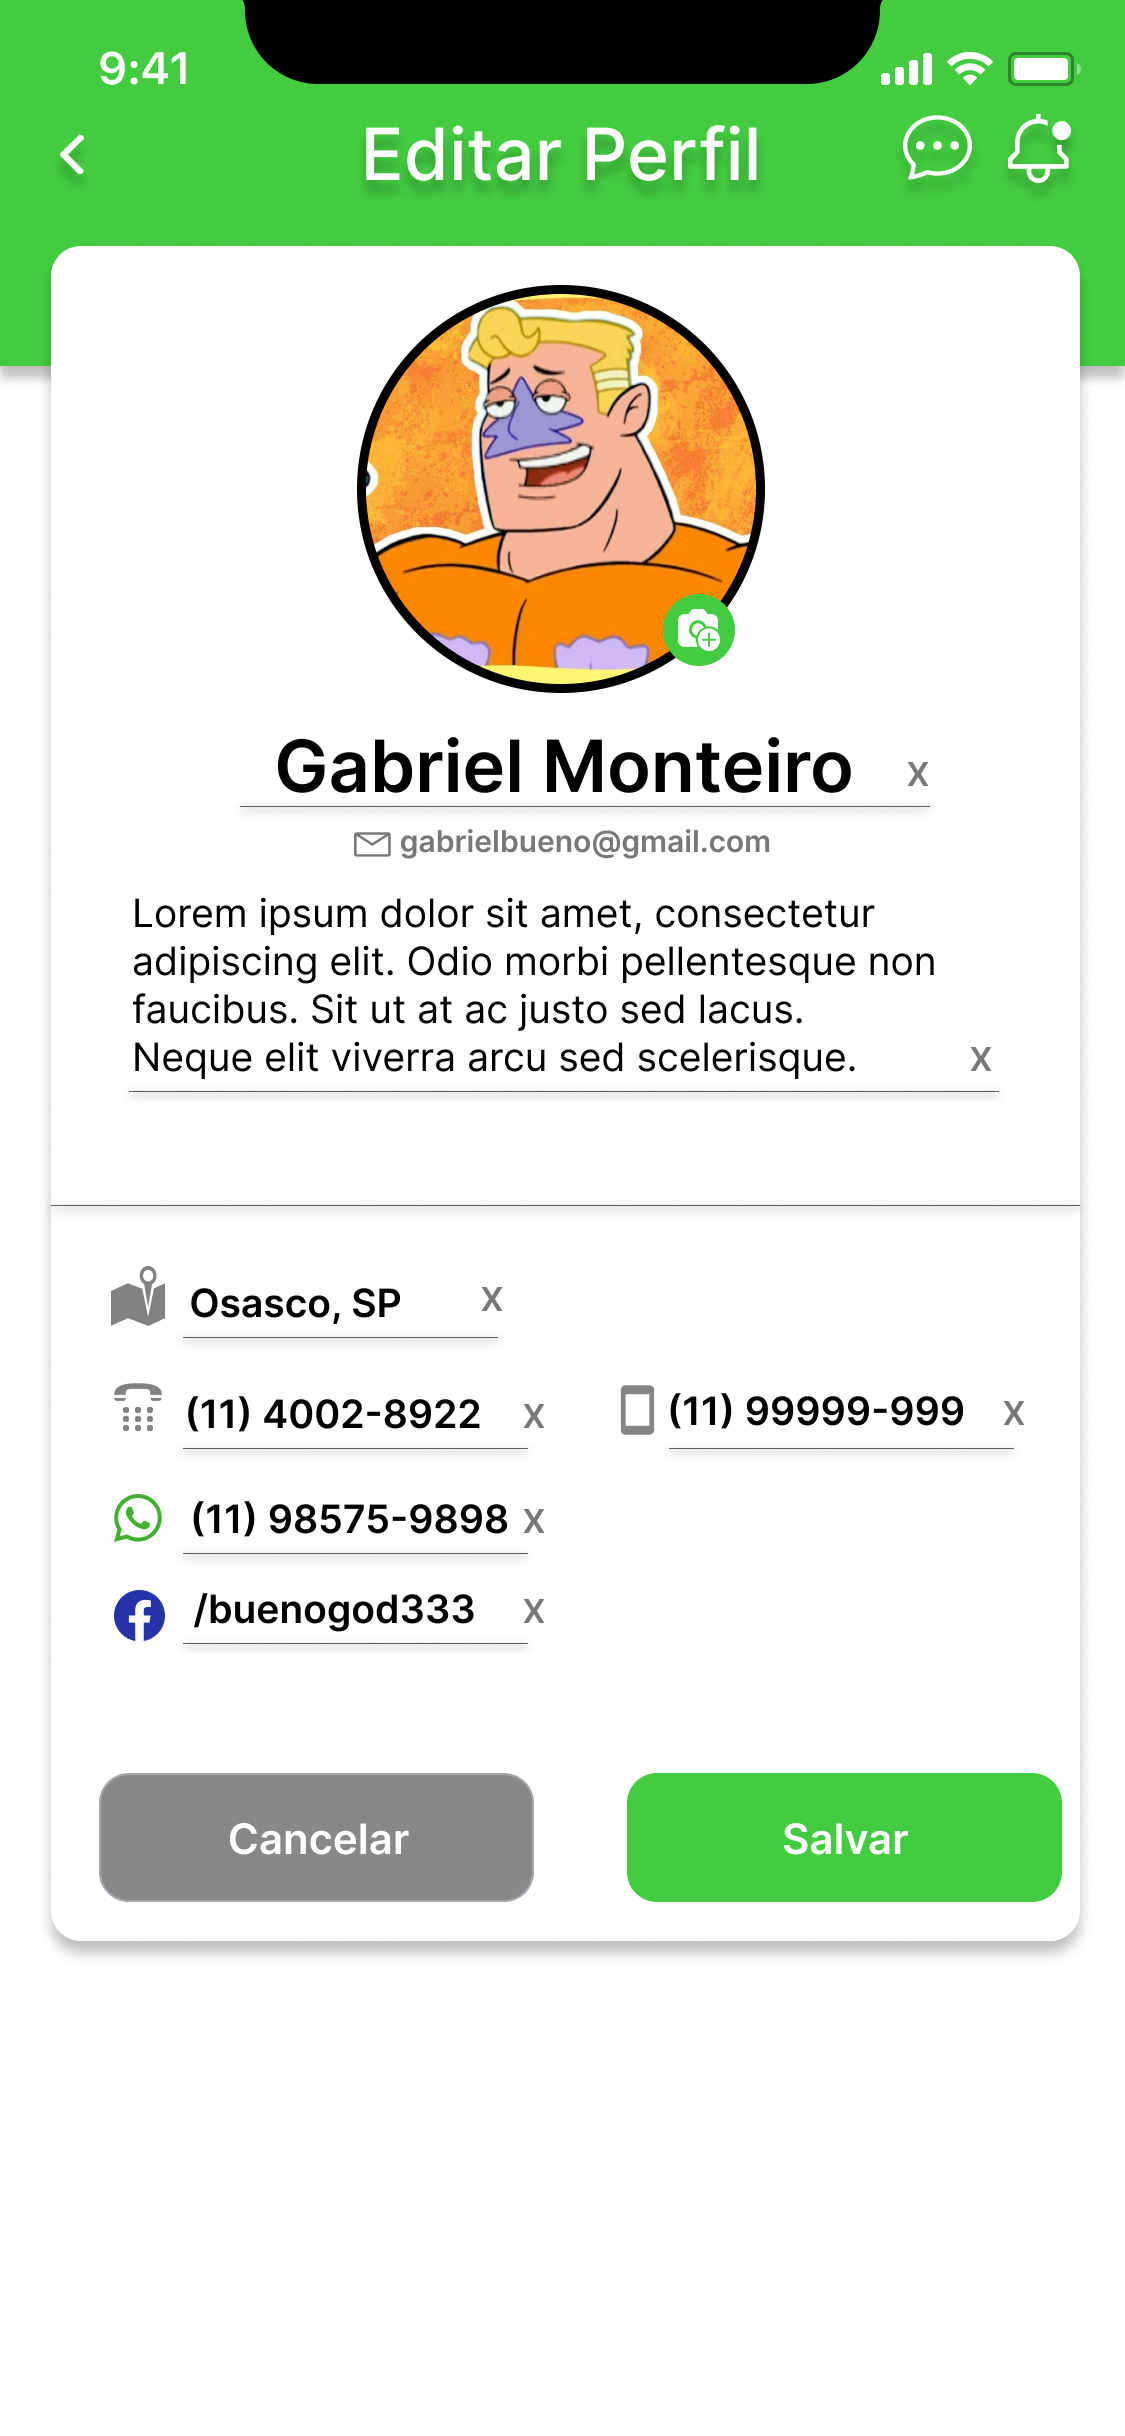 9:41
Editar Perfil
Gabriel Monteiro x
gabrielbueno@gmail.com
Lorem ipsum dolor sit amet, consectetur
adipiscing elit. Odio morbi pellentesque non
faucibus. Sit ut at ac justo sed lacus.
Neque elit viverra arcu sed scelerisque. x
Osasco, SP x
(11) 4002-8922 x (11) 99999-999 x
(11) 98575-9898 x
/buenogod333 x
Cancelar Salvar